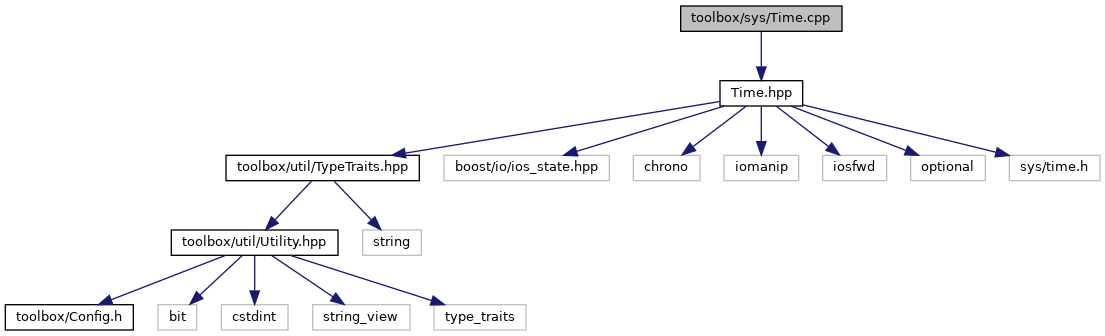 toolbox/sys/Time.cpp
Time.hpp
toolbox/util/TypeTraits.hpp
boost/io/ios_state.hpp
chrono
iomanip
iosfwd
optional
sys/time.h
toolbox/util/Utility.hpp
string
toolbox/Config.h
bit
cstdint
string_view
type_traits